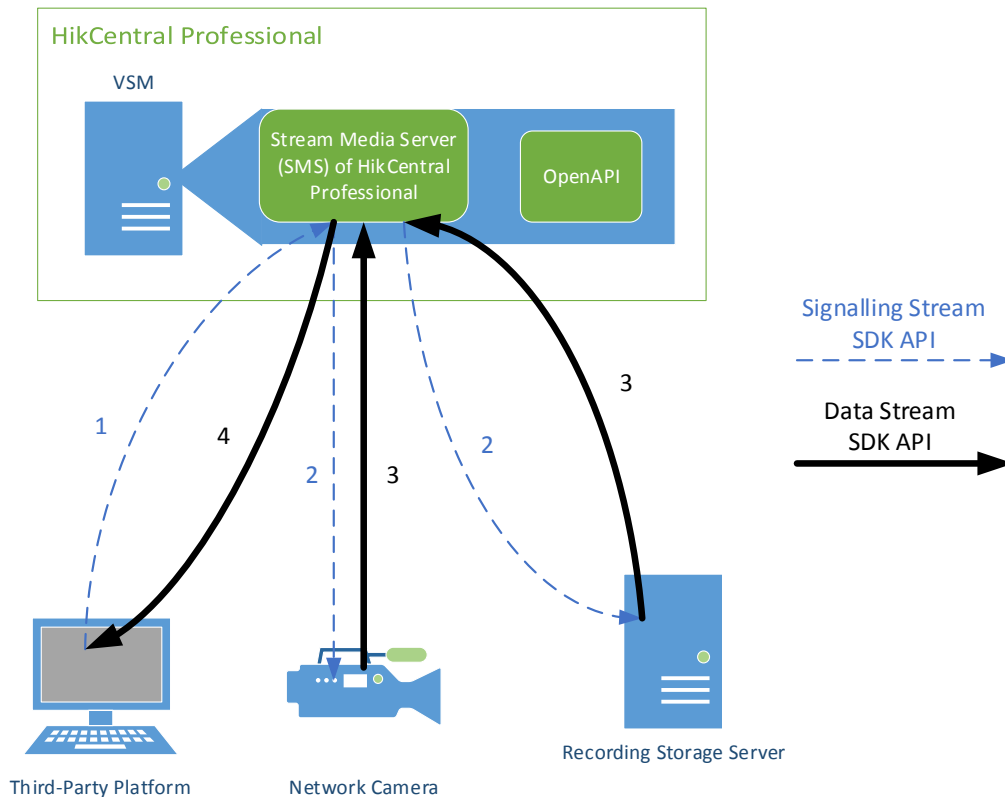 HikCentral Professional
VSM
Stream Media Server
(SMS) of HikCentral
Professional
OpenAPI
Signalling Stream
SDK API
Data Stream
SDK API
1
4
2
3
2
3
Third-Party Platform
Network Camera
Recording Storage Server